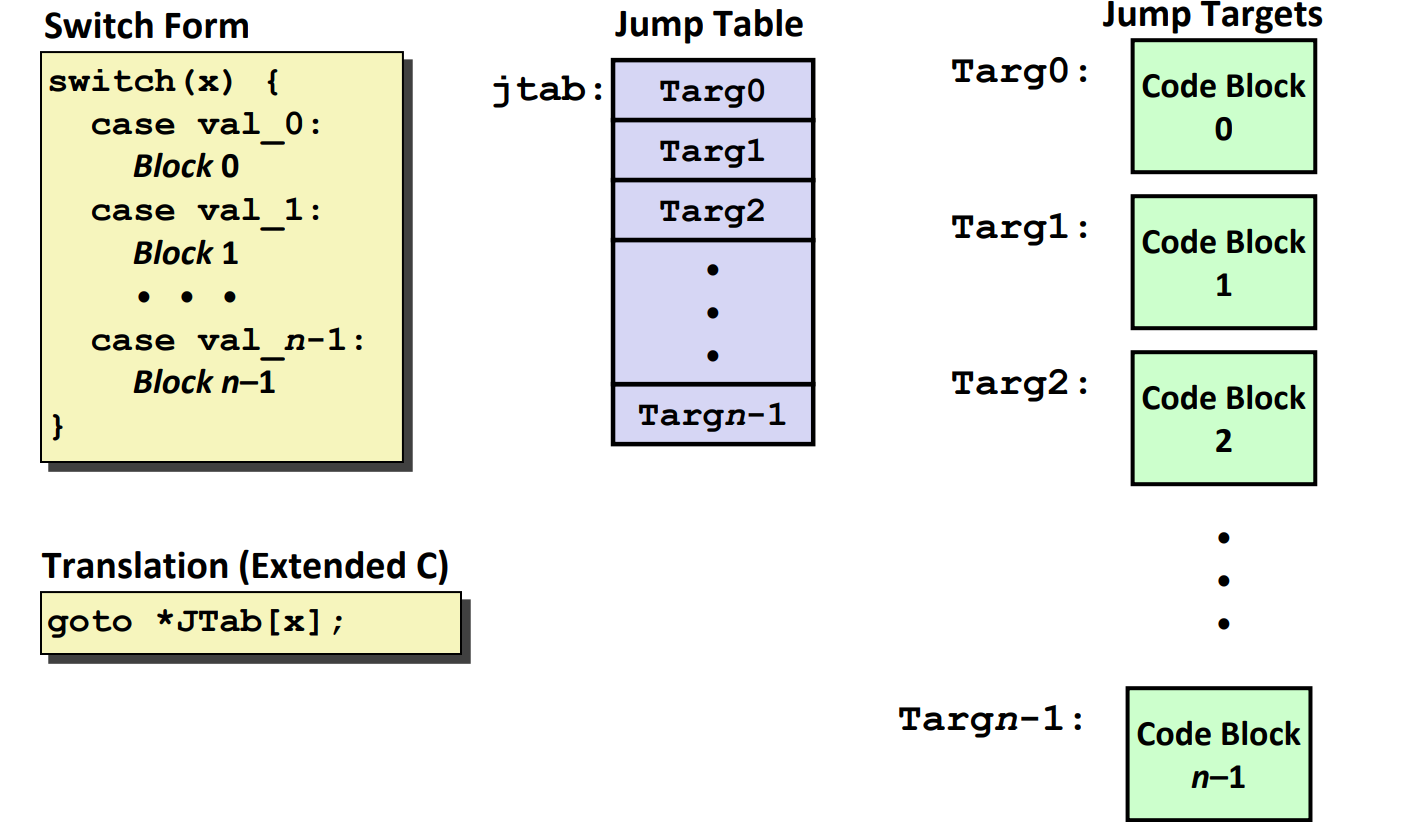 Switch Form
switch(x) {
case val_0:
Block 0
case val_1:
Block 1
• • •
case val_n-1:
Block n–1
}
Translation (Extended C)
goto *JTab[x];
Jump Table
jtab:
Targ0
Targ1
Targ2
•
•
•
Targn-1
Jump Targets
Targ0:
Code Block
0
Targ1:
Code Block
1
Targ2:
Code Block
2
•
•
•
Targn-1:
Code Block
n–1